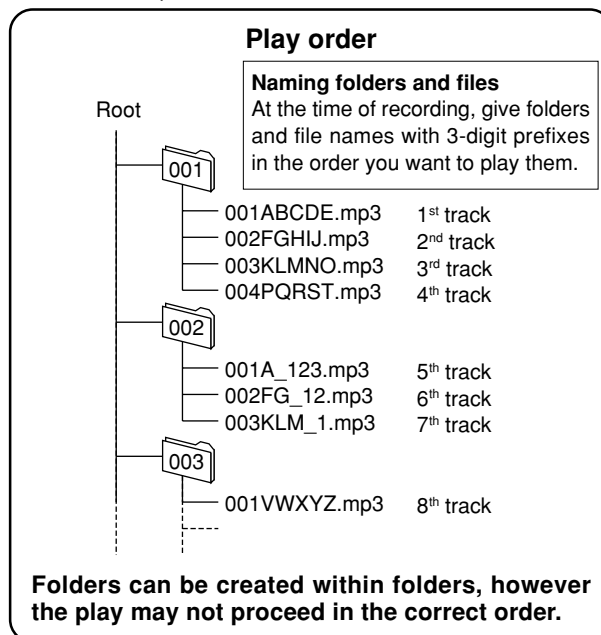 Play order
Naming folders and files
At the time of recording, give folders
and file names with 3-digit prefixes
in the order you want to play them.
Root
001
001ABCDE.mp3 1st track
002FGHIJ.mp3 2nd track
003KLMNO.mp3 3rd track
004PQRST.mp3 4th track
002
001A_123.mp3 5th track
002FG_12.mp3 6th track
003KLM_1.mp3 7th track
003
001VWXYZ.mp3 8th track
Folders can be created within folders, however
the play may not proceed in the correct order.